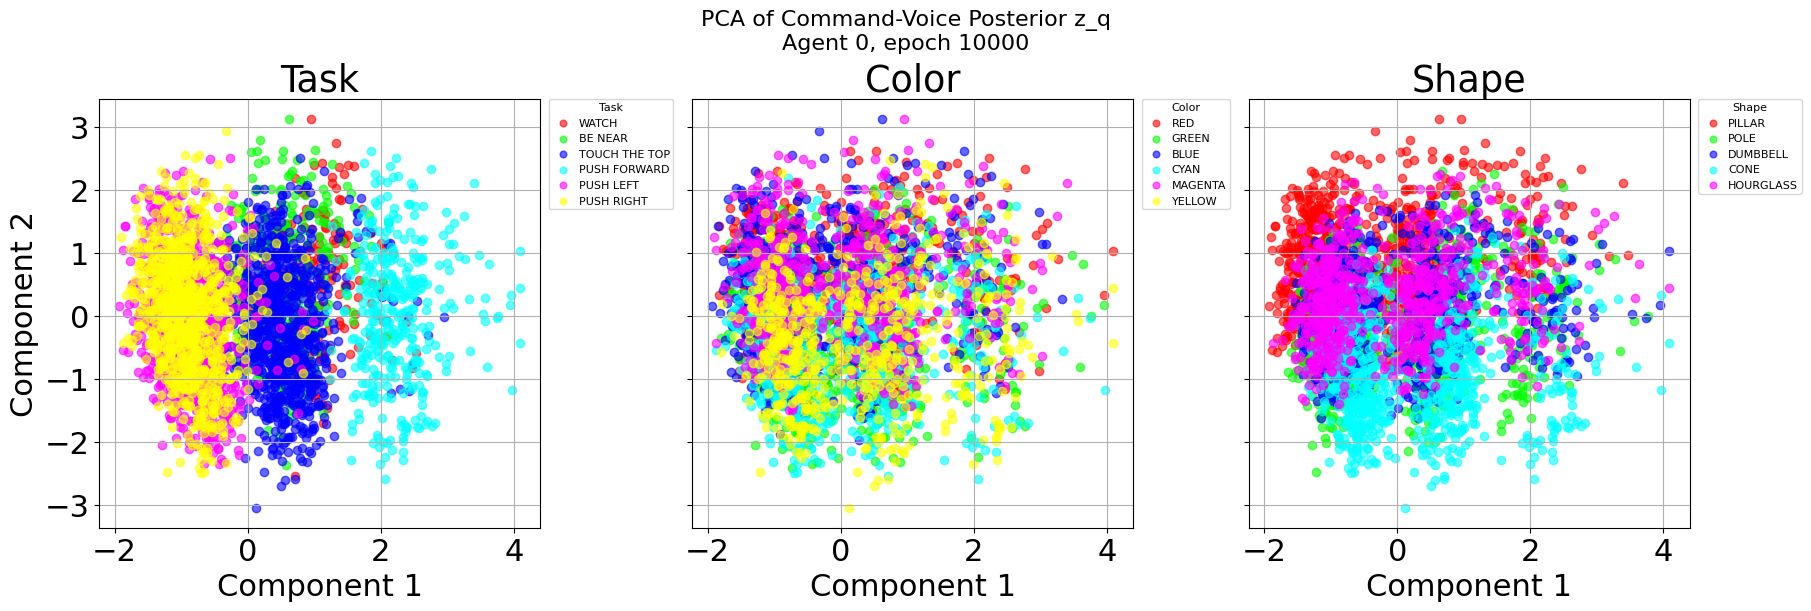 PCA of Command-Voice Posterior z_q
Agent 0, epoch 10000
Task
Color
Shape
Component 2
3
2
1
0
−1
−2
−3
−2 0 2 4
Component 1
Task
WATCH
BE NEAR
TOUCH THE TOP
PUSH FORWARD
PUSH LEFT
PUSH RIGHT
−2 0 2 4
Component 1
Color
RED
GREEN
BLUE
CYAN
MAGENTA
YELLOW
−2 0 2 4
Component 1
Shape
PILLAR
POLE
DUMBBELL
CONE
HOURGLASS